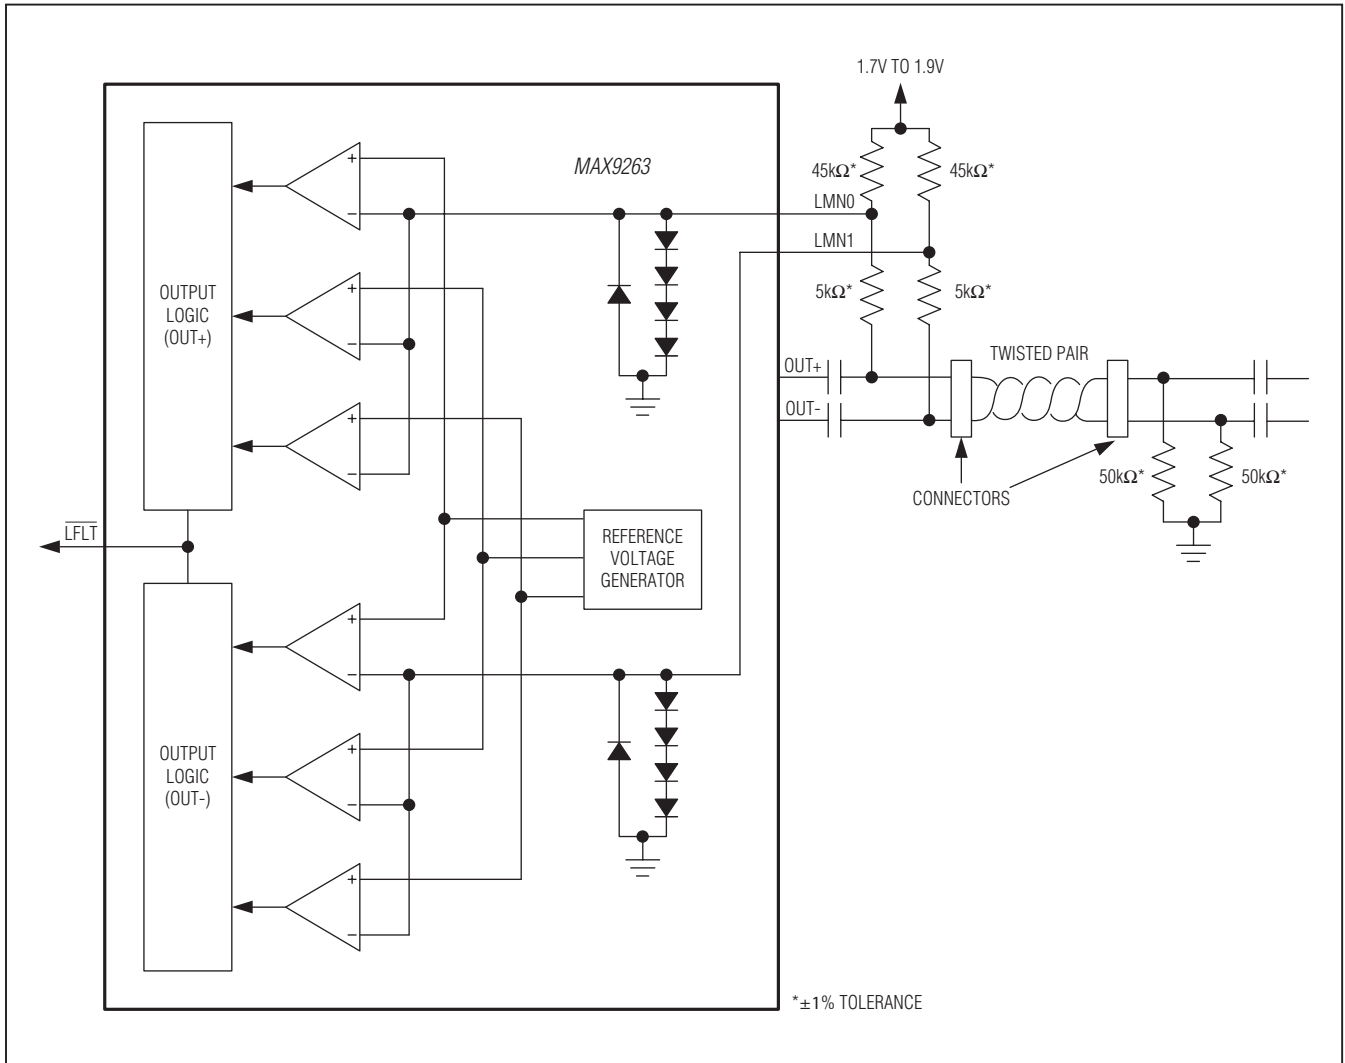 1.7V TO 1.9V
MAX9263
45kΩ*
45kΩ*
LMN0
LMN1
5kΩ*
5kΩ*
+
−
OUTPUT
LOGIC
(OUT+)
+
−
TWISTED PAIR
OUT+
OUT-
+
−
50kΩ*
50kΩ*
CONNECTORS
LFLT
REFERENCE
VOLTAGE
GENERATOR
+
−
OUTPUT
LOGIC
(OUT-)
+
−
+
−
*±1% TOLERANCE